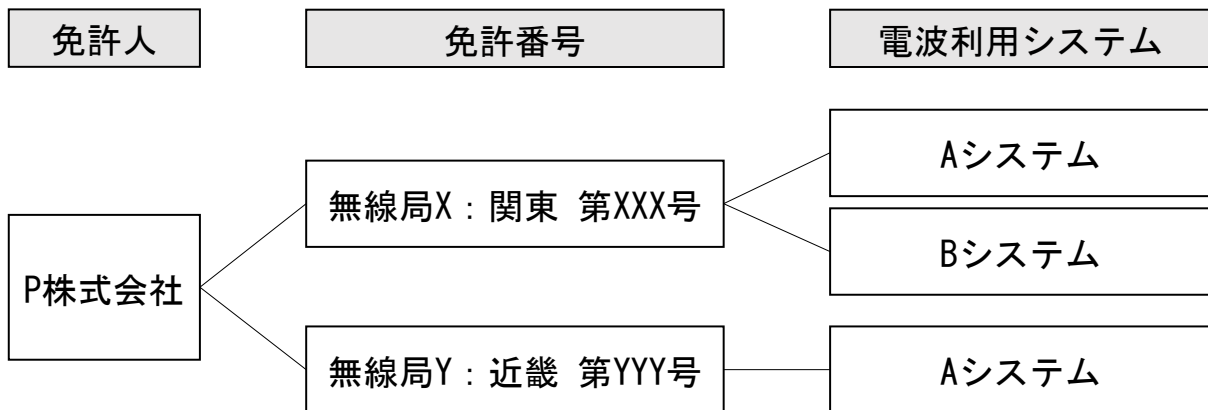 免許人
免許番号
電波利用システム
P株式会社
無線局X：関東 第XXX号
無線局Y：近畿 第YYY号
Aシステム
Bシステム
Aシステム